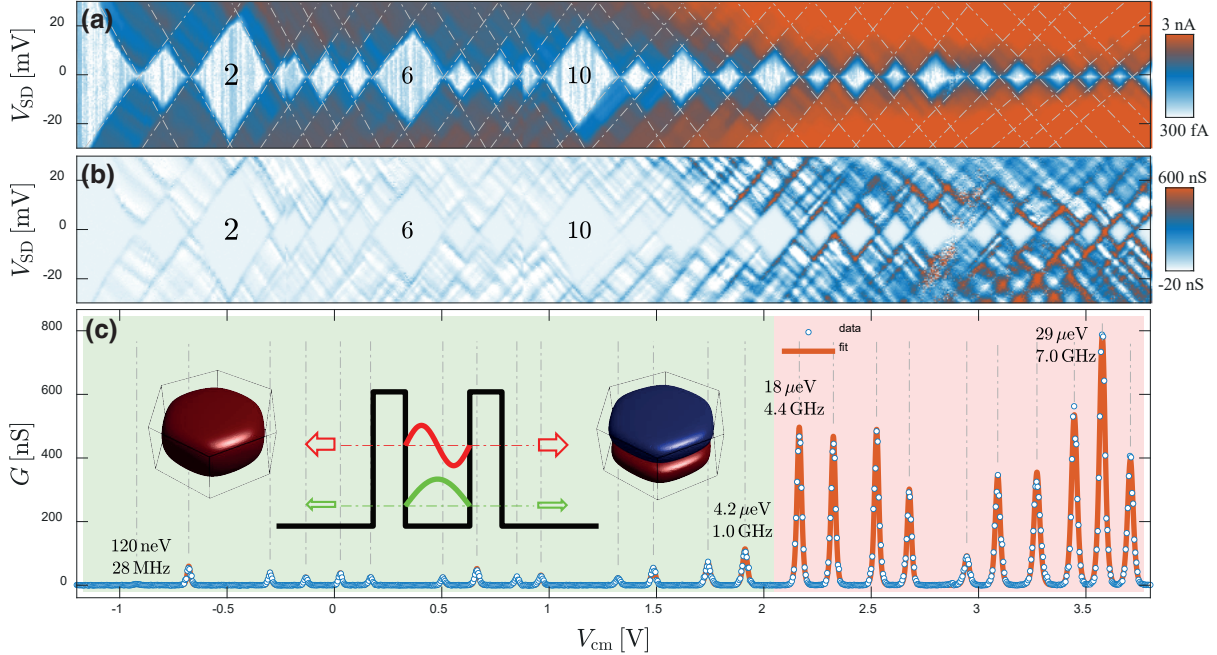 (a)
V_SD [mV]
20
0
-20
2
6
10
3 nA
300 fA
(b)
V_SD [mV]
20
0
-20
2
6
10
600 nS
-20 nS
(c)
G [nS]
800
600
400
200
0
data
fit
120 neV
28 MHz
4.2 μeV
1.0 GHz
18 μeV
4.4 GHz
29 μeV
7.0 GHz
-1 -0.5 0 0.5 1 1.5 2 2.5 3 3.5
V_cm [V]